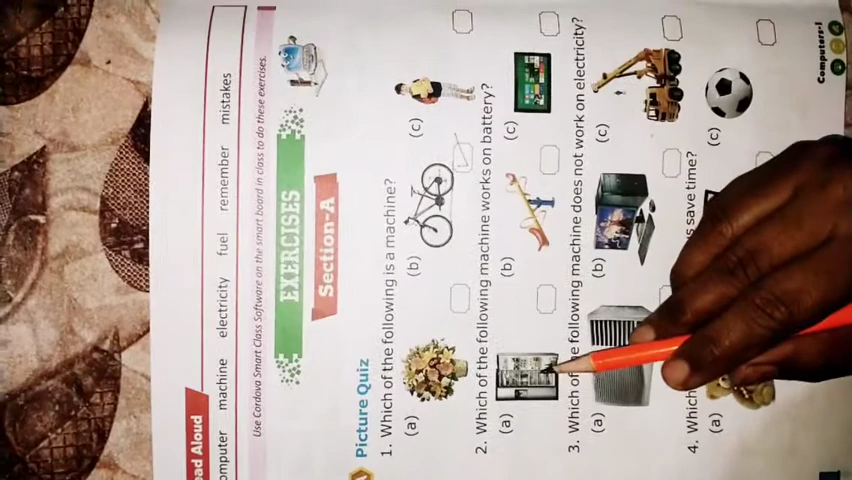 ead Aloud
omputer machine electricity fuel remember mistakes
Use Cordova Smart Class Software on the smart board in class to do these exercises.
EXERCISES
Section-A
Picture Quiz
1. Which of the following is a machine?
(a) (b) (c)
2. Which of the following machine works on battery?
(a) (b) (c)
3. Which of the following machine does not work on electricity?
(a) (b) (c)
4. Which s save time?
(a) (c)
Computers-1